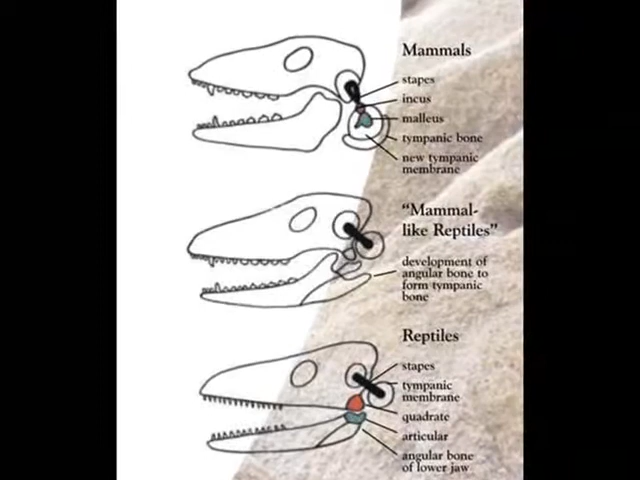 Mammals
stapes
incus
malleus
tympanic bone
new tympanic
membrane
“Mammal-
like Reptiles”
development of
angular bone to
form tympanic
bone
Reptiles
stapes
tympanic
membrane
quadrate
articular
angular bone
of lower jaw